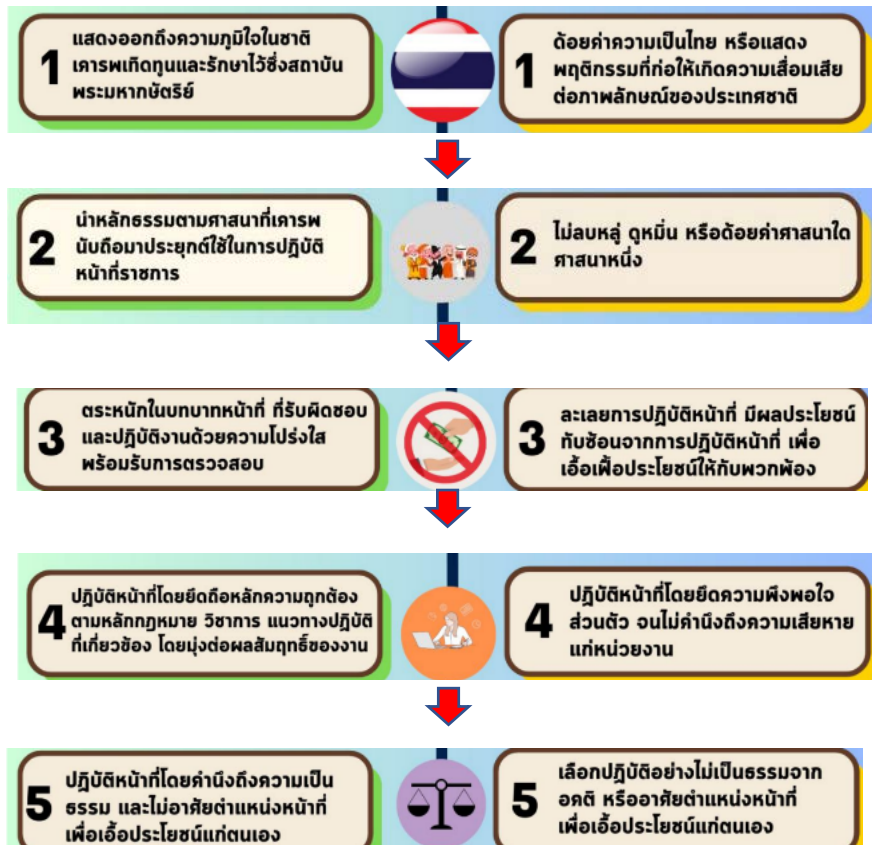 1
แสดงออกถึงความภูมิใจในชาติ
เคารพเทิดทูนและรักษาไว้ซึ่งสถาบัน
พระมหากษัตริย์
1
ด้อยค่าความเป็นไทย หรือแสดง
พฤติกรรมที่ก่อให้เกิดความเสื่อมเสีย
ต่อภาพลักษณ์ของประเทศชาติ
2
นำหลักธรรมตามศาสนาที่เคารพ
นับถือมาประยุกต์ใช้ในการปฏิบัติ
หน้าที่ราชการ
2
ไม่ลบหลู่ ดูหมิ่น หรือด้อยค่าศาสนาใด
ศาสนาหนึ่ง
3
ตระหนักในบทบาทหน้าที่ ที่รับผิดชอบ
และปฏิบัติงานด้วยความโปร่งใส
พร้อมรับการตรวจสอบ
3
ละเลยการปฏิบัติหน้าที่ มีผลประโยชน์
ทับซ้อนจากการปฏิบัติหน้าที่ เพื่อ
เอื้อเฟื้อประโยชน์ให้กับพวกพ้อง
4
ปฏิบัติหน้าที่โดยยึดถือหลักความถูกต้อง
ตามหลักกฎหมาย วิชาการ แนวทางปฏิบัติ
ที่เกี่ยวข้อง โดยมุ่งต่อผลสัมฤทธิ์ของงาน
4
ปฏิบัติหน้าที่โดยยึดความพึงพอใจ
ส่วนตัว จนไม่คำนึงถึงความเสียหาย
แก่หน่วยงาน
5
ปฏิบัติหน้าที่โดยคำนึงถึงความเป็น
ธรรม และไม่อาศัยตำแหน่งหน้าที่
เพื่อเอื้อประโยชน์แก่ตนเอง
5
เลือกปฏิบัติอย่างไม่เป็นธรรมจาก
อคติ หรืออาศัยตำแหน่งหน้าที่
เพื่อเอื้อประโยชน์แก่ตนเอง